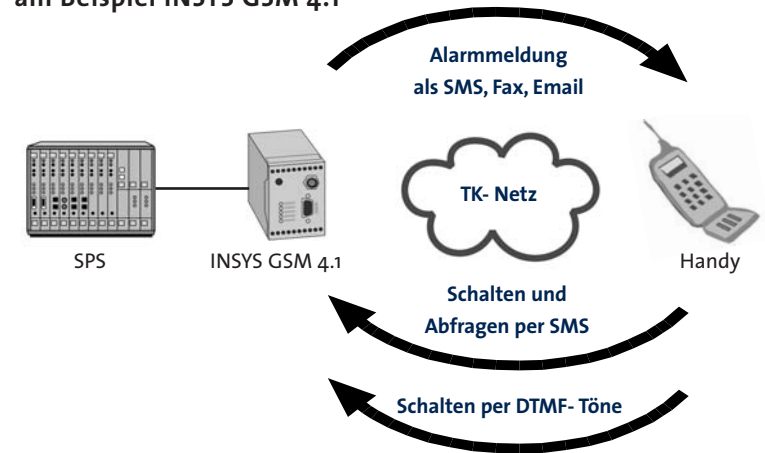 am Beispiel INSYS GSM 4.1
Alarmmeldung
als SMS, Fax, Email
TK- Netz
SPS
INSYS GSM 4.1
Handy
Schalten und
Abfragen per SMS
Schalten per DTMF- Töne